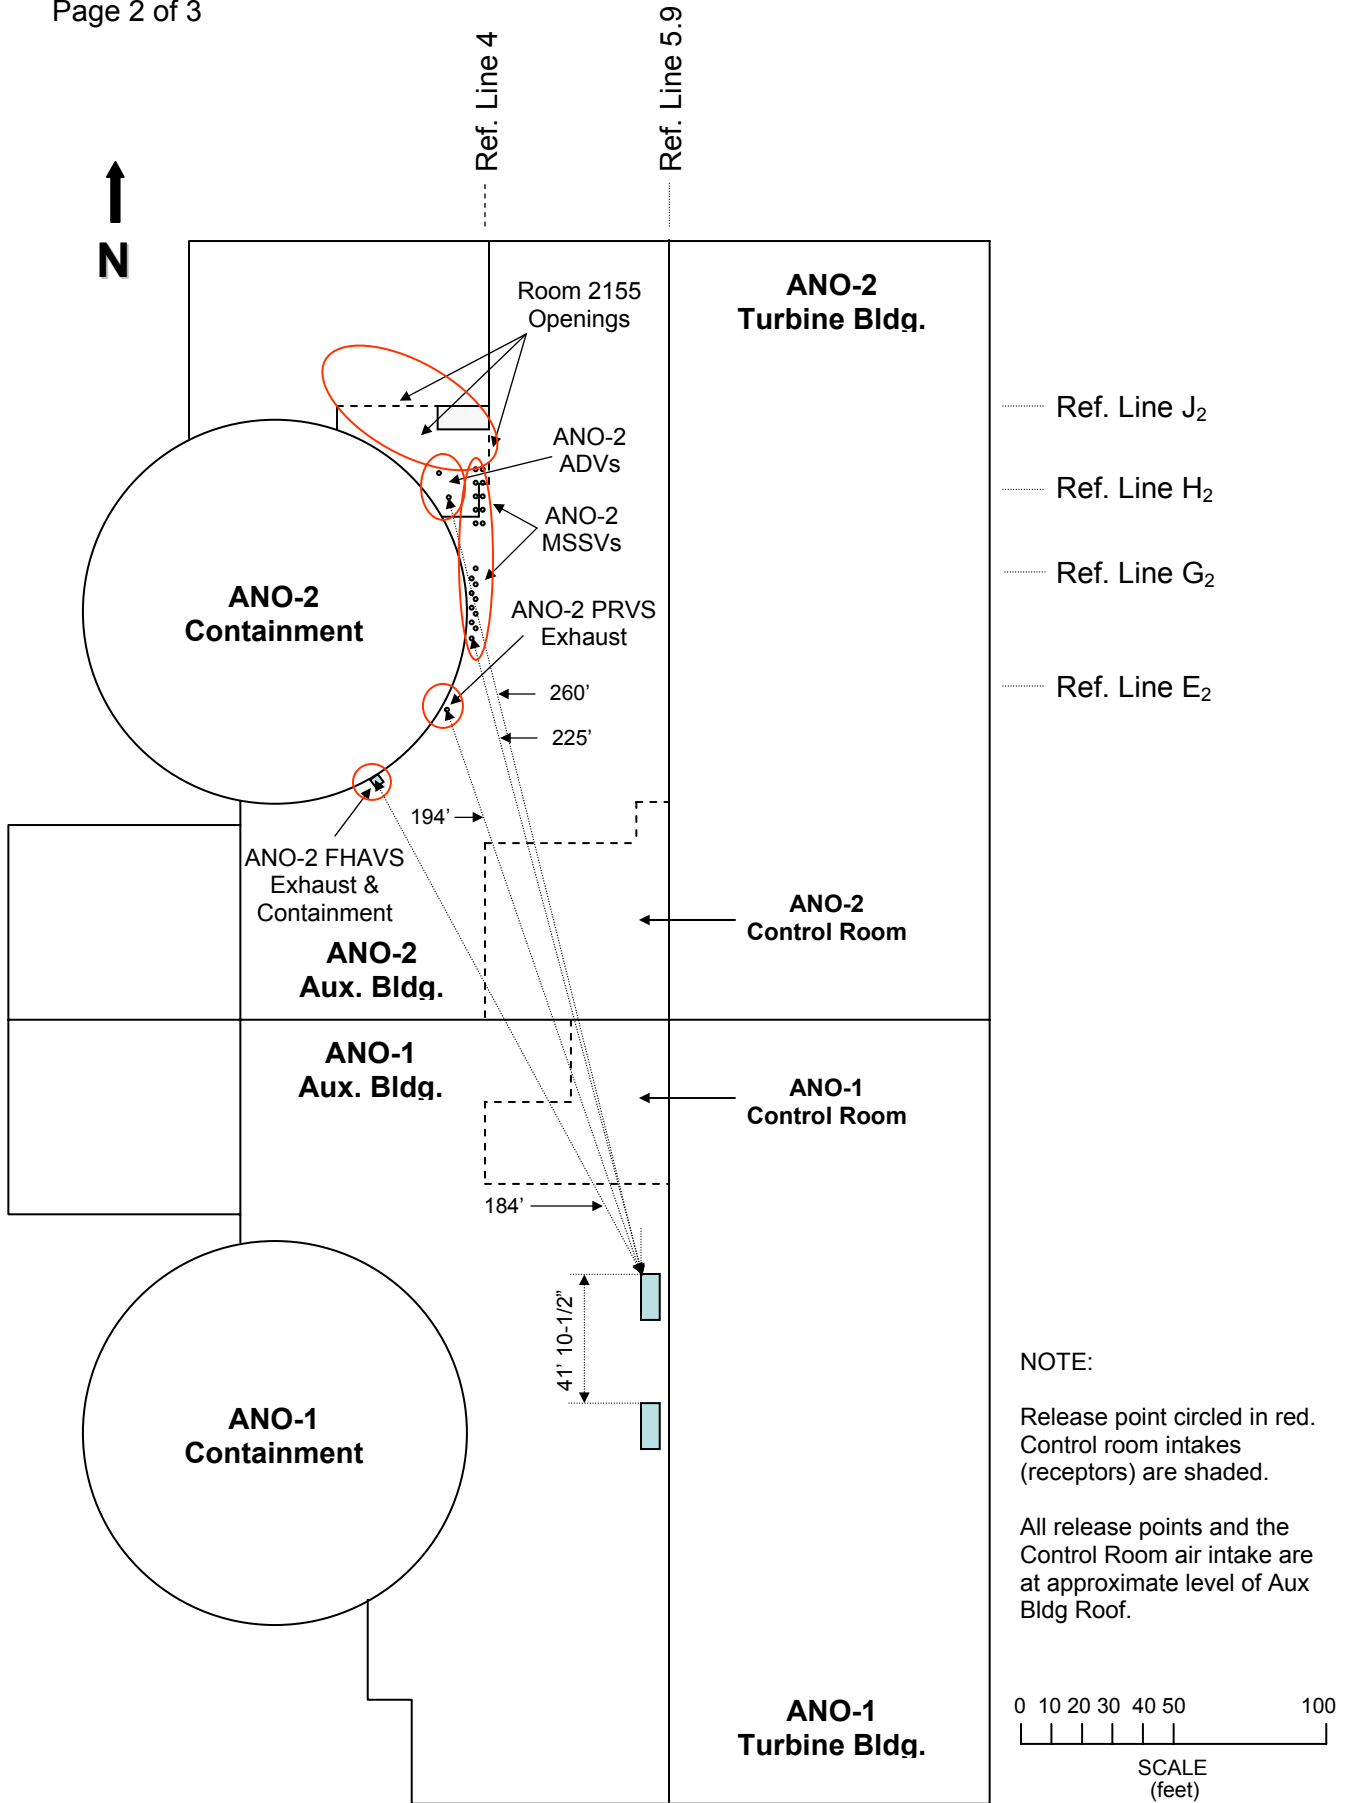 Page 2 of 3
Ref. Line 4
Ref. Line 5.9
N
Room 2155
Openings
ANO-2
Turbine Bldg.
Ref. Line J2
ANO-2
ADVs
Ref. Line H2
ANO-2
MSSVs
Ref. Line G2
ANO-2
Containment
ANO-2 PRVS
Exhaust
260’
Ref. Line E2
225’
194’
ANO-2 FHAVS
Exhaust &
Containment
ANO-2
Control Room
ANO-2
Aux. Bldg.
ANO-1
Aux. Bldg.
ANO-1
Control Room
184’
41’ 10-1/2”
NOTE:
Release point circled in red.
Control room intakes
(receptors) are shaded.
ANO-1
Containment
All release points and the
Control Room air intake are
at approximate level of Aux
Bldg Roof.
ANO-1
Turbine Bldg.
0 10 20 30 40 50 100
SCALE
(feet)